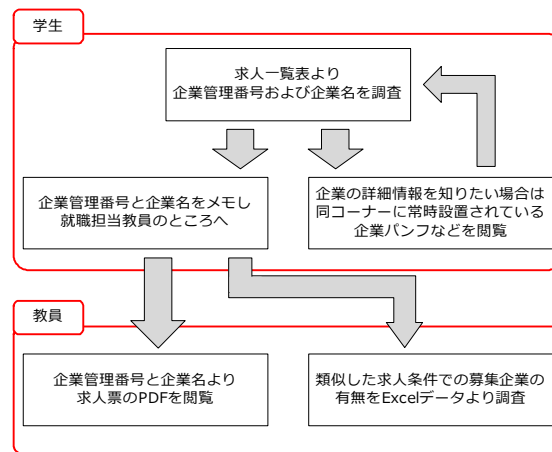 学生
求人一覧表より
企業管理番号および企業名を調査
企業管理番号と企業名をメモし
就職担当教員のところへ
企業の詳細情報を知りたい場合は
同コーナーに常時設置されている
企業パンフなどを閲覧
教員
企業管理番号と企業名より
求人票のPDFを閲覧
類似した求人条件での募集企業の
有無をExcelデータより調査